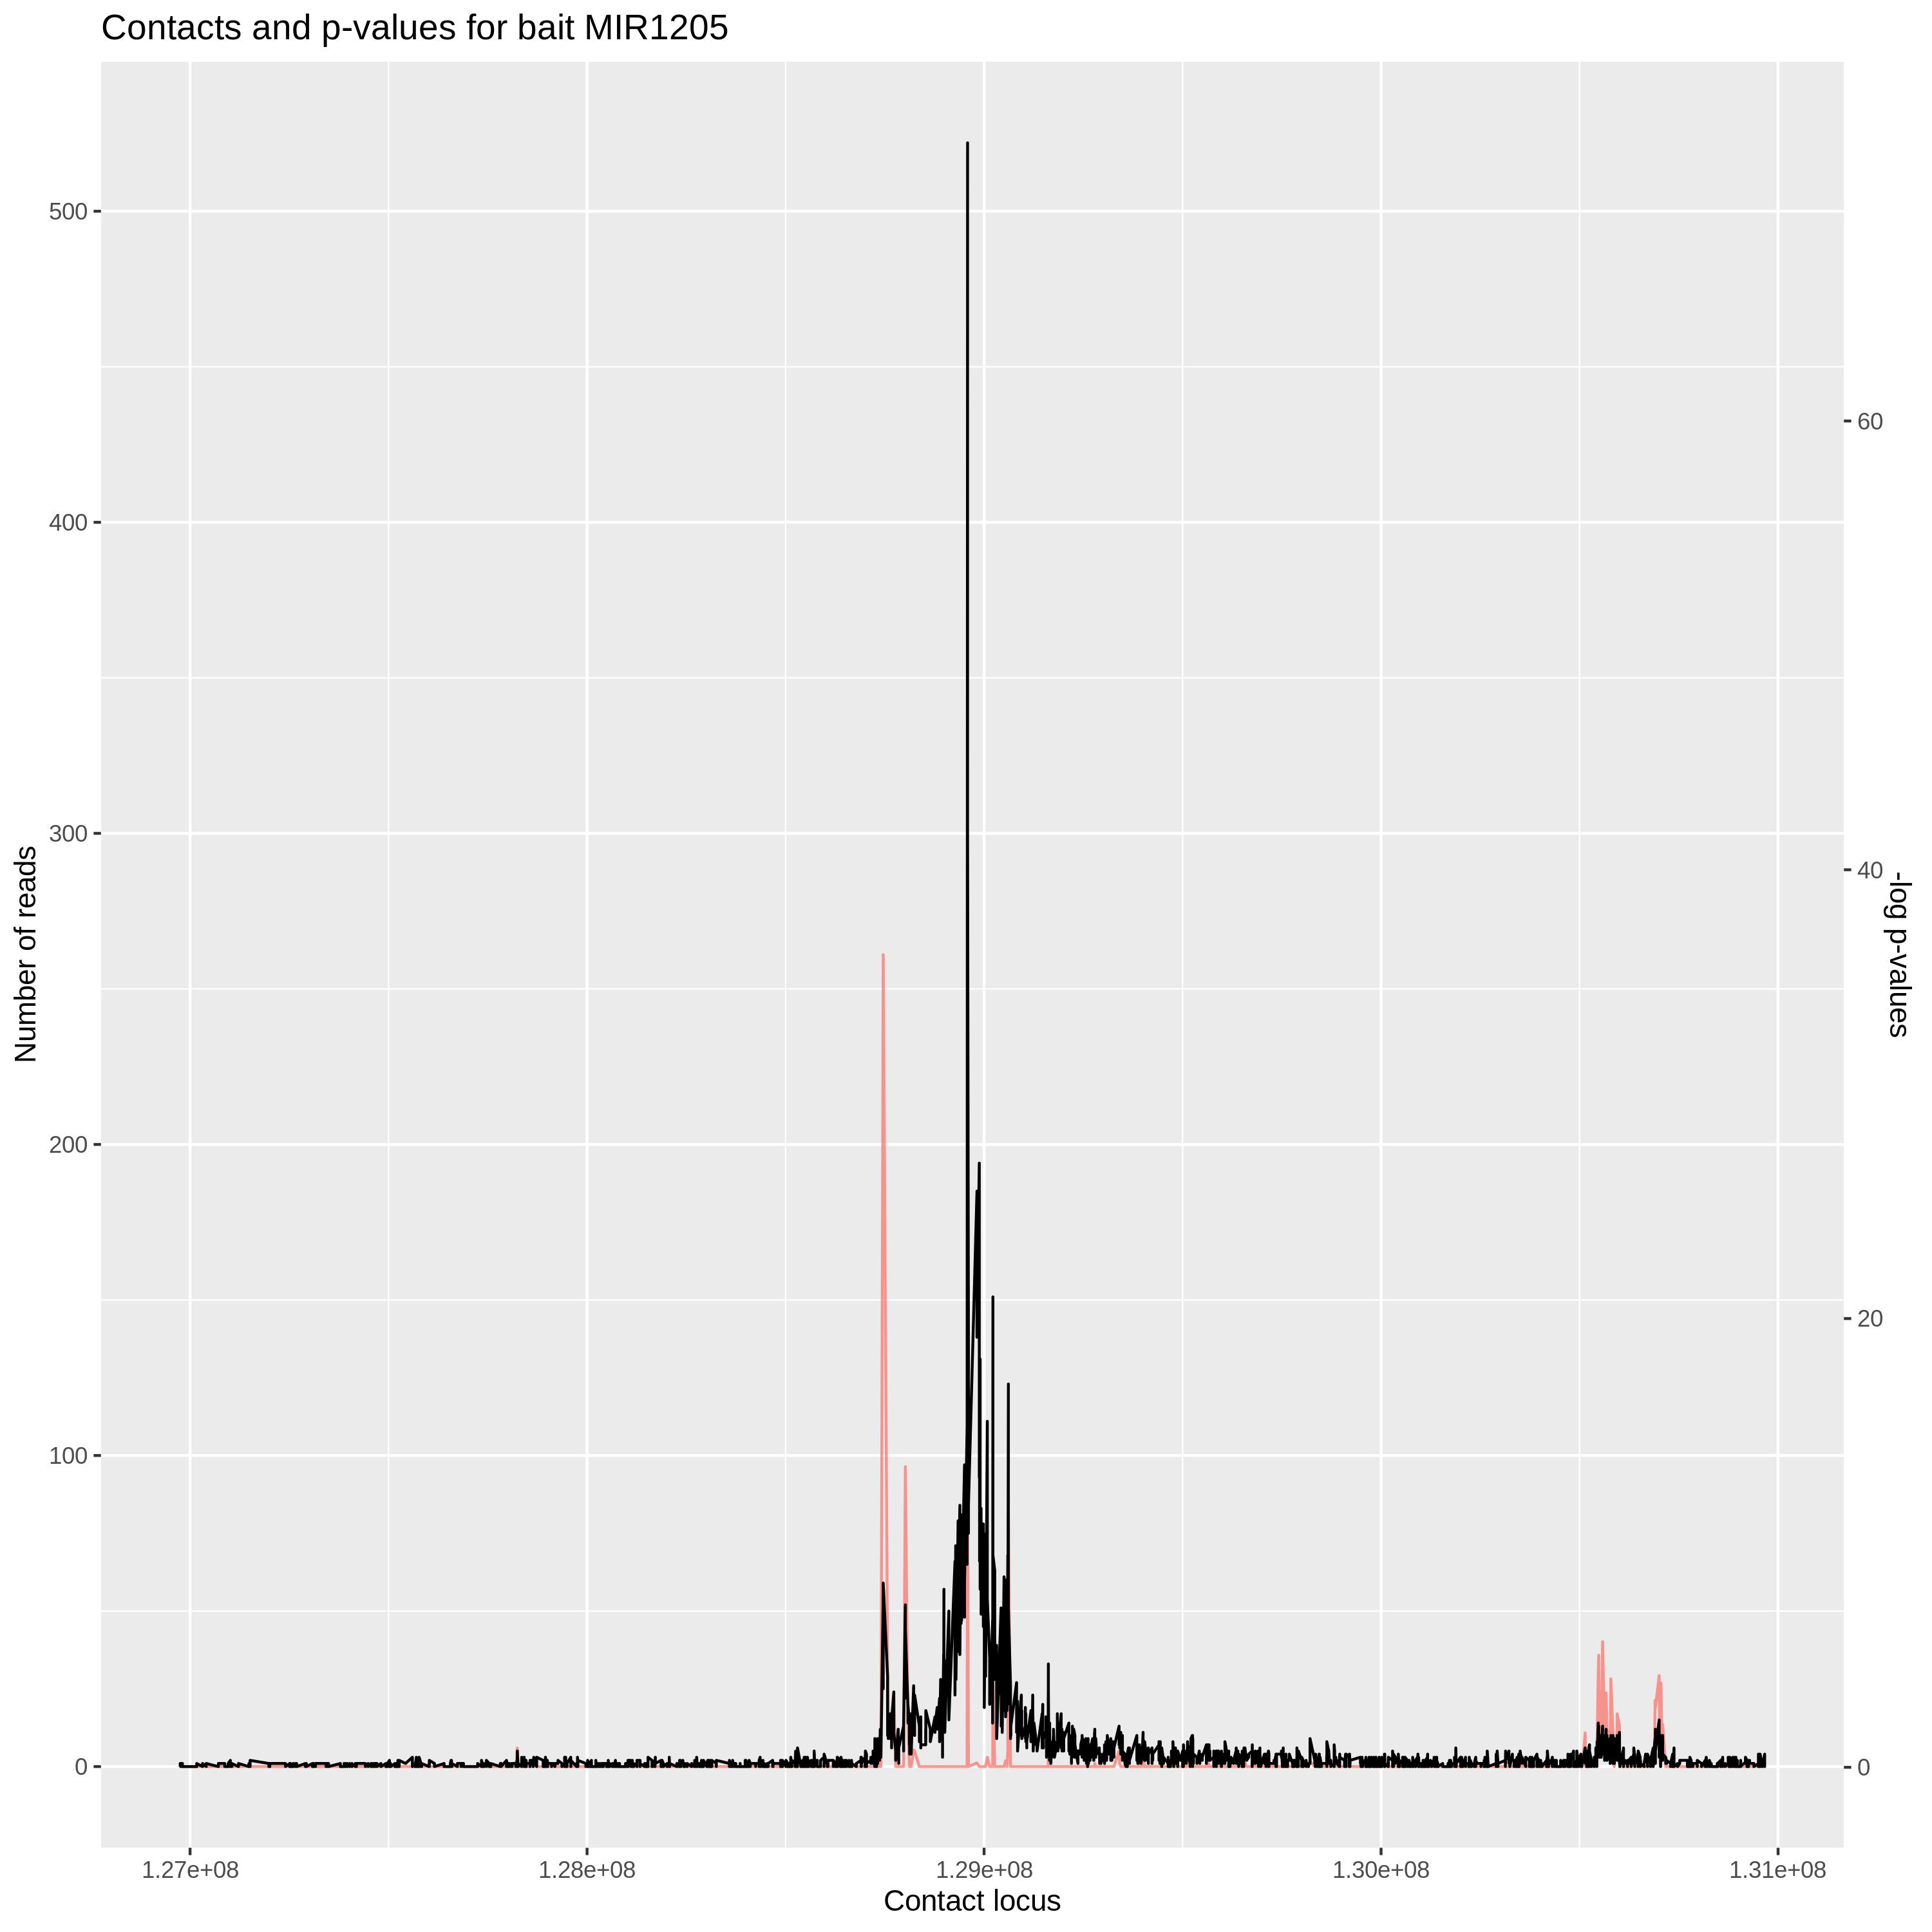 Contacts and p-values for bait MIR1205
Number of reads
500
400
300
200
100
0
60
40
20
0
-log p-values
1.27e+08
1.28e+08
1.29e+08
1.30e+08
1.31e+08
Contact locus